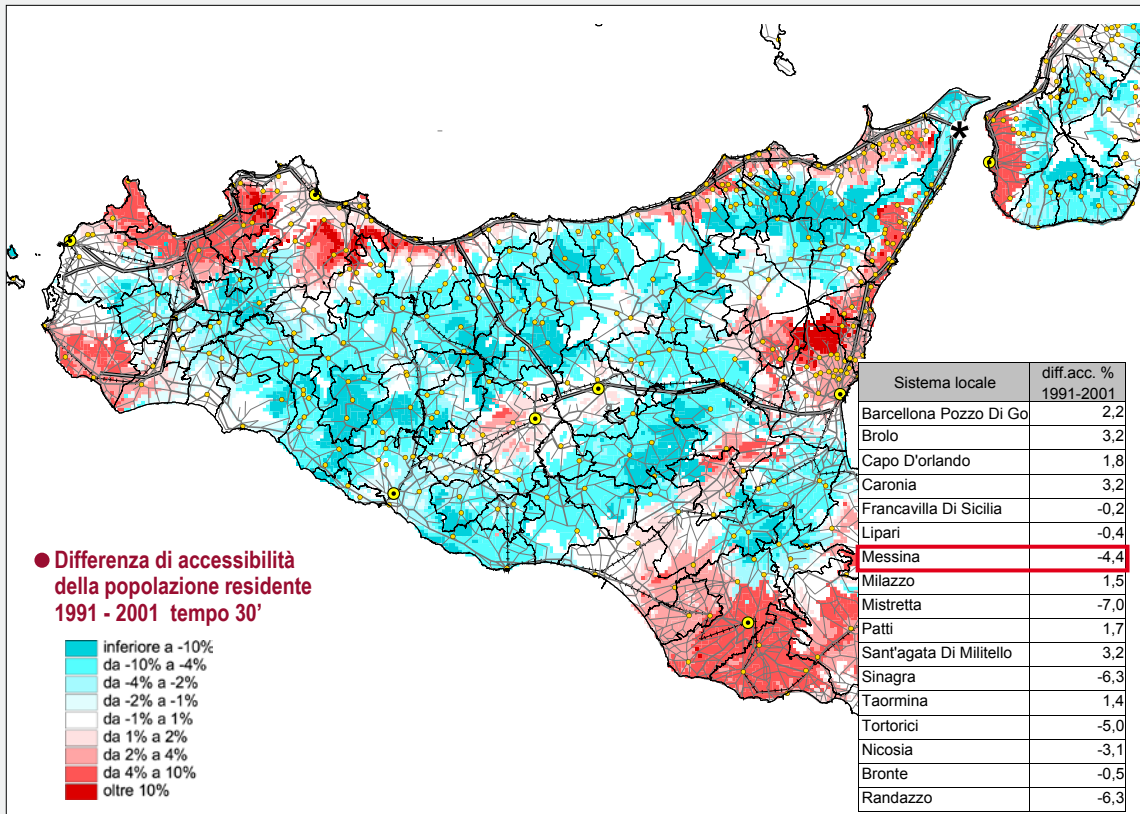 Sistema locale diff.acc. % 1991-2001
Barcellona Pozzo Di Go 2,2
Brolo 3,2
Capo D'orlando 1,8
Caronia 3,2
Francavilla Di Sicilia -0,2
Lipari -0,4
Messina -4,4
Milazzo 1,5
Mistretta -7,0
Patti 1,7
Sant'agata Di Militello 3,2
Sinagra -6,3
Taormina 1,4
Tortorici -5,0
Nicosia -3,1
Bronte -0,5
Randazzo -6,3
Differenza di accessibilità
della popolazione residente
1991 - 2001 tempo 30'
inferiore a -10%
da -10% a -4%
da -4% a -2%
da -2% a -1%
da -1% a 1%
da 1% a 2%
da 2% a 4%
da 4% a 10%
oltre 10%